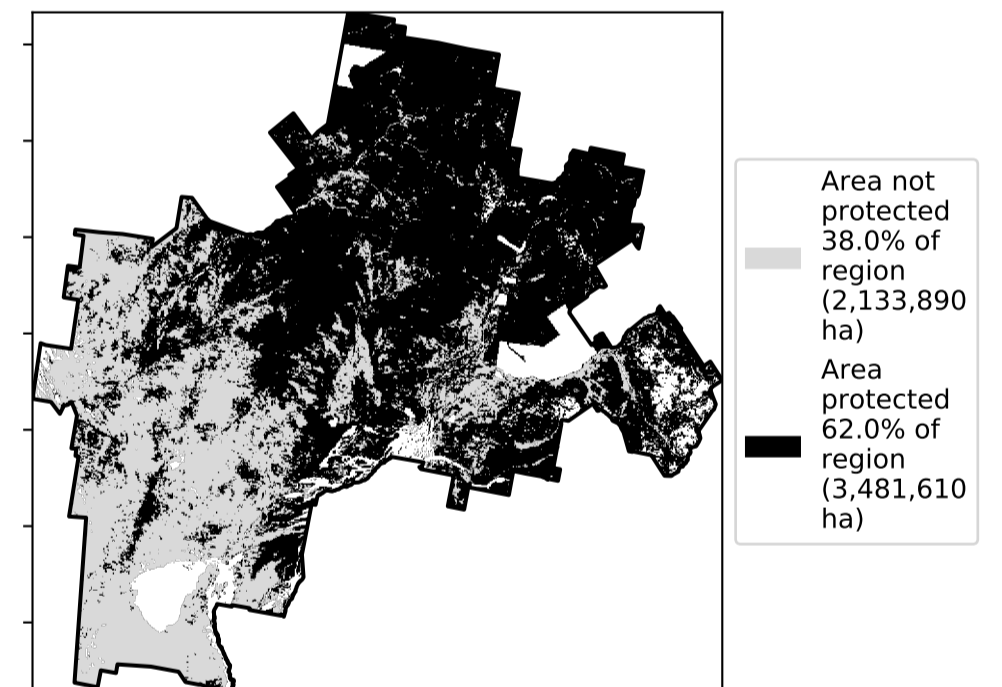 Area not
protected
38.0% of
region
(2,133,890
ha)
Area
protected
62.0% of
region
(3,481,610
ha)